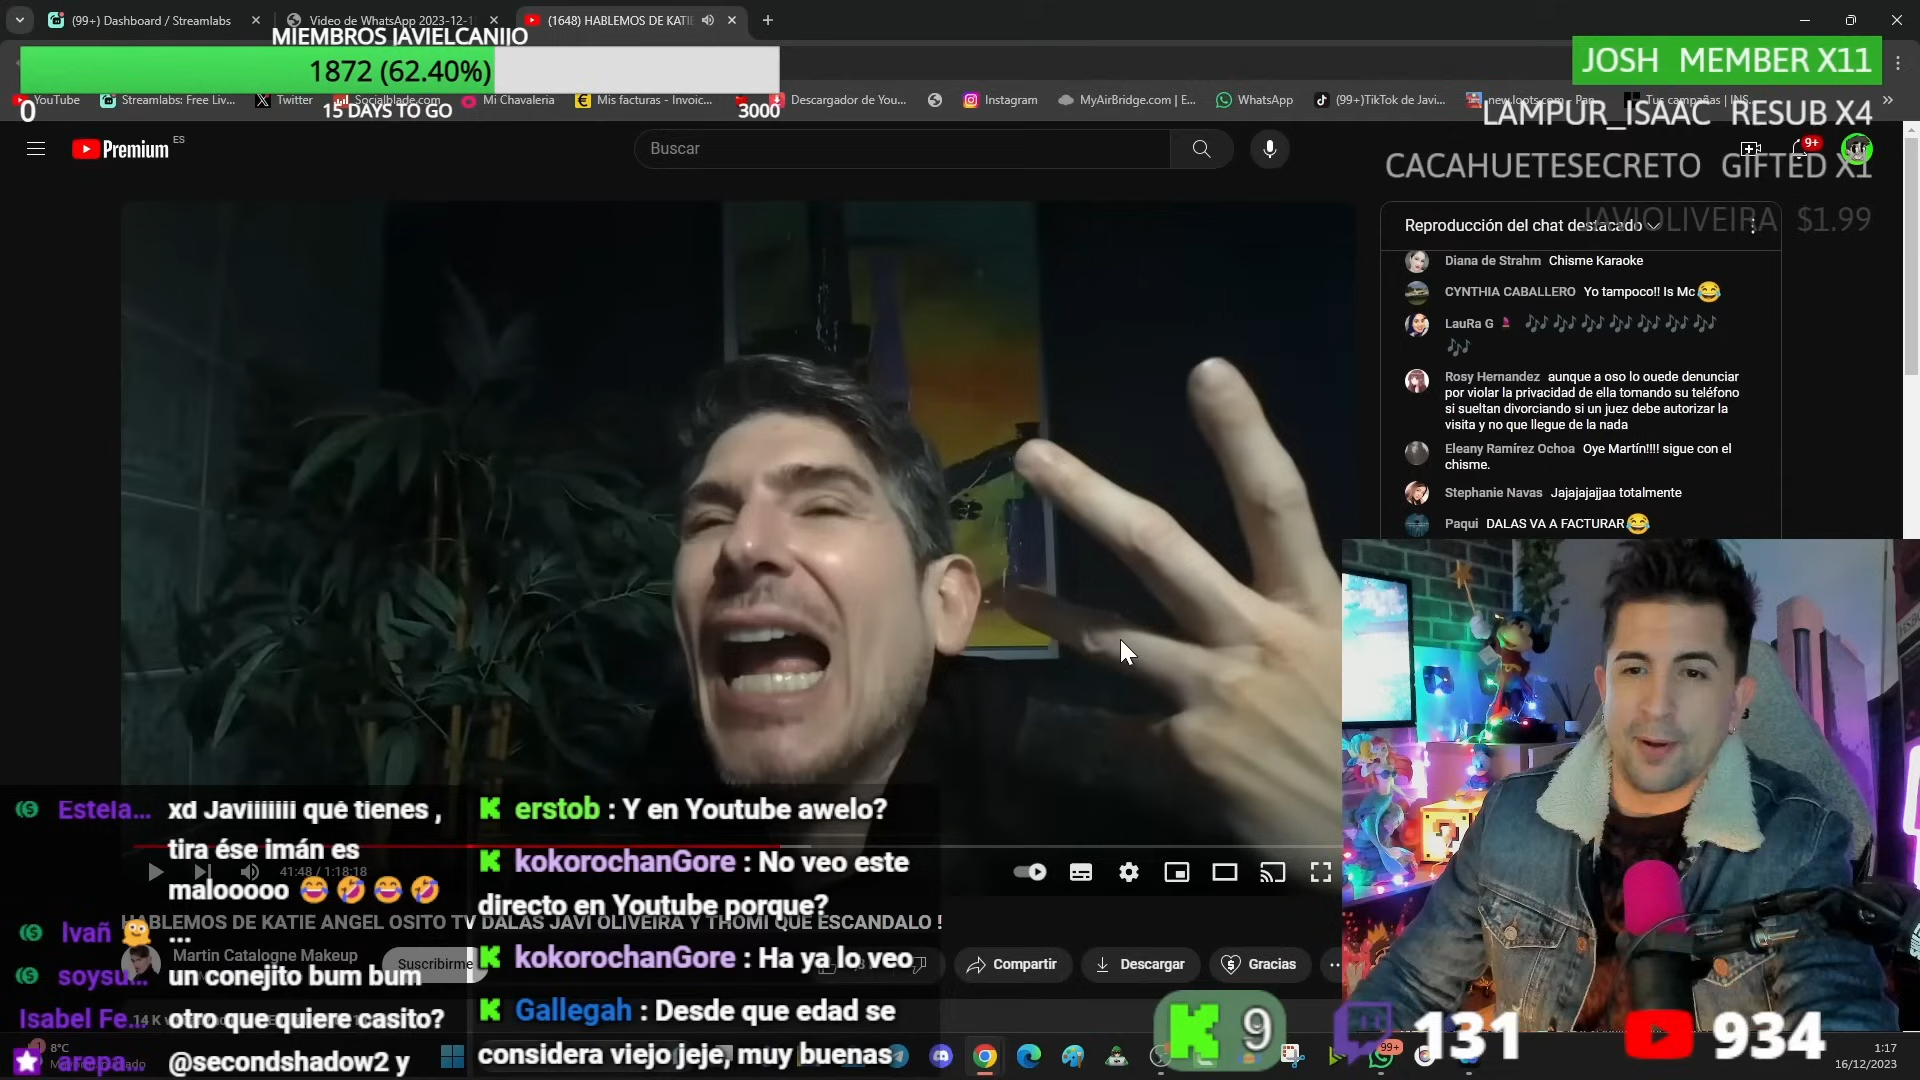 (99+) Dashboard / Streamlabs
Video de WhatsApp 2023-12-1
(1648) HABLEMOS DE KATIE
MIEMBROS JAVIELCANIJO
1872 (62.40%)
0
15 DAYS TO GO
3000
JOSH MEMBER X11
LAMPUR_ISAAC RESUB X4
CACAHUETESECRETO GIFTED X1
JAVIOLIVEIRA $1.99
YouTube
Streamlabs: Free Liv...
Twitter
Socialblade.com
Mi Chavaleria
Mis facturas - Invoic...
Descargador de You...
Instagram
MyAirBridge.com | E...
WhatsApp
(99+)TikTok de Javi...
Tus campañas | INS
Premium ES
Buscar
9+
Reproducción del chat destacado
Diana de Strahm Chisme Karaoke
CYNTHIA CABALLERO Yo tampoco!! Is Mc😂
LauRa G 🎶🎶🎶🎶🎶🎶🎶
🎶
Rosy Hernandez aunque a oso lo ouede denunciar
por violar la privacidad de ella tomando su teléfono
si sueltan divorciando si un juez debe autorizar la
visita y no que llegue de la nada
Eleany Ramírez Ochoa Oye Martín!!!! sigue con el
chisme.
Stephanie Navas Jajajajajjaa totalmente
Paqui DALAS VA A FACTURAR😂
Estela... xd Javiiiiiii qué tienes ,
tira ése imán es
malooooo 😂 🤣 😂 🤣
Ivañ ...
soysu... un conejito bum bum
Isabel Fe... otro que quiere casito?
arepa... @secondshadow2 y
K erstob : Y en Youtube awelo?
K kokorochanGore : No veo este
directo en Youtube porque?
K kokorochanGore : Ha ya lo veo
K Gallegah : Desde que edad se
considera viejo jeje, muy buenas
41:48 / 1:18:18
HABLEMOS DE KATIE ANGEL OSITO TV DALAS JAVI OLIVEIRA Y THOMI QUE ESCANDALO !
Martin Catalogne Makeup
Suscribirme
Compartir
Descargar
Gracias
14 K
8°C
K 9
131
934
99+
1:17
16/12/2023